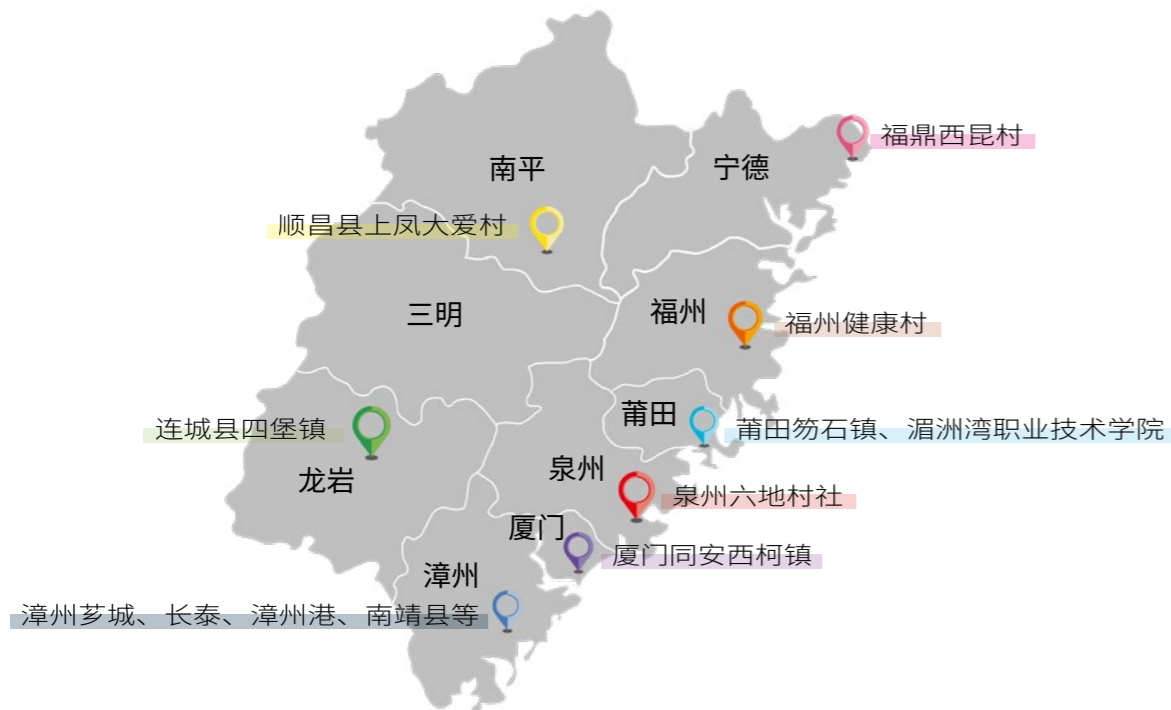 福鼎西昆村
南平
宁德
顺昌县上凤大爱村
三明
福州
福州健康村
莆田
莆田笏石镇、湄洲湾职业技术学院
连城县四堡镇
龙岩
泉州
泉州六地村社
厦门
厦门同安西柯镇
漳州
漳州芗城、长泰、漳州港、南靖县等